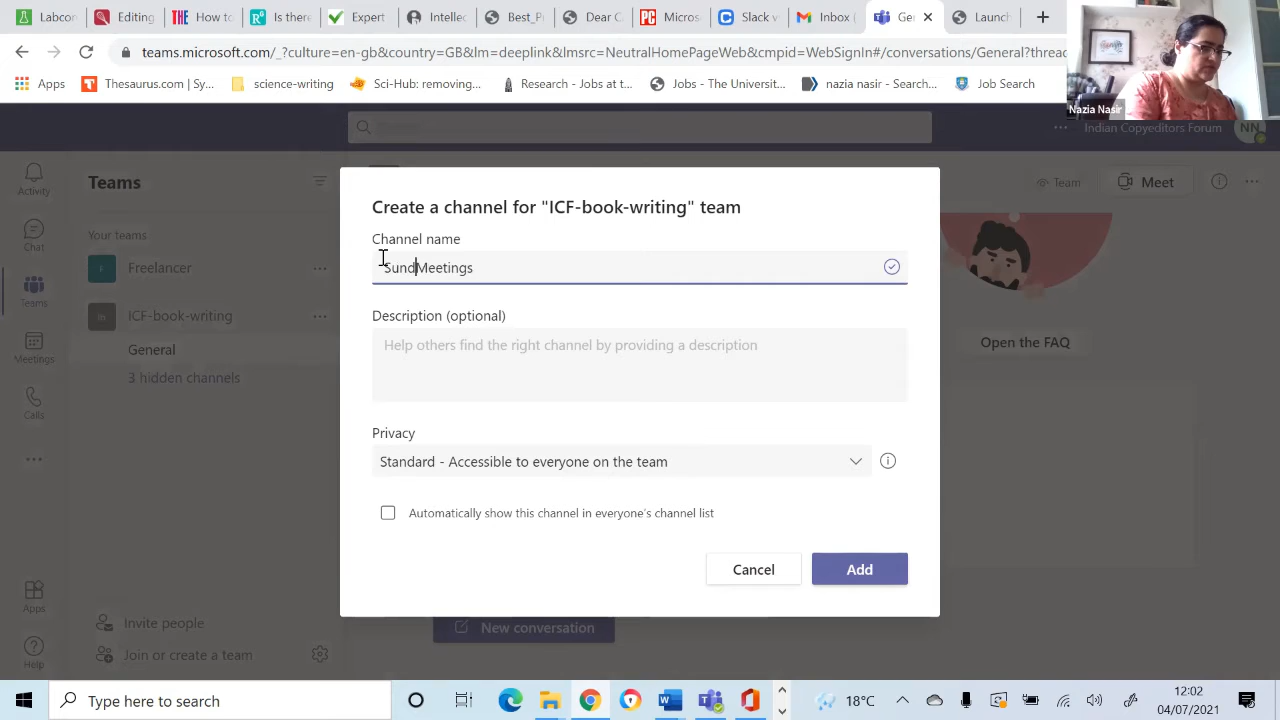 Labcon
Editing
THE How to
Is there
Expert
Intellec
Best_P
Dear C
PC Micros
Slack v
Inbox (
Ger
Launch
teams.microsoft.com/_?culture=en-gb&country=GB&lm=deeplink&lmsrc=NeutralHomePageWeb&cmpid=WebSignIn#/conversations/General?threa
Apps
Thesaurus.com | Sy...
science-writing
Sci-Hub: removing...
Research - Jobs at t...
Jobs - The Universi...
nazia nasir - Search...
Job Search
Nazia Nasir
Indian Copyeditors Forum
NN
Activity
Chat
Teams
Meetings
Calls
Apps
Help
Teams
Your teams
F Freelancer
In ICF-book-writing
General
3 hidden channels
Invite people
Join or create a team
Team
Meet
Open the FAQ
New conversation
Create a channel for "ICF-book-writing" team
Channel name
SundMeetings
Description (optional)
Help others find the right channel by providing a description
Privacy
Standard - Accessible to everyone on the team
Automatically show this channel in everyone's channel list
Cancel
Add
Type here to search
18°C
12:02
04/07/2021